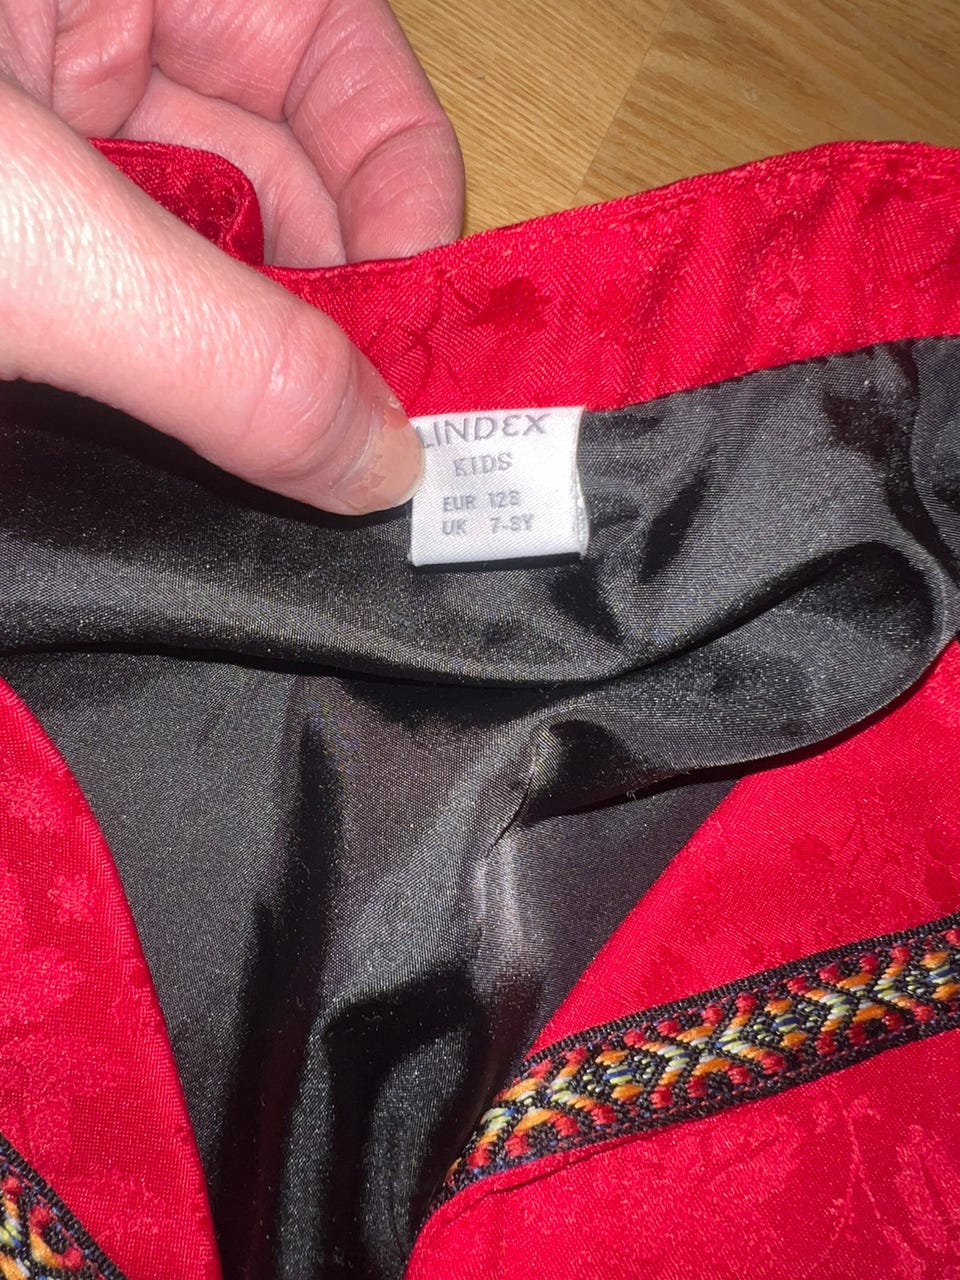 LINDEX
KIDS
EUR 128
UK 7-8Y